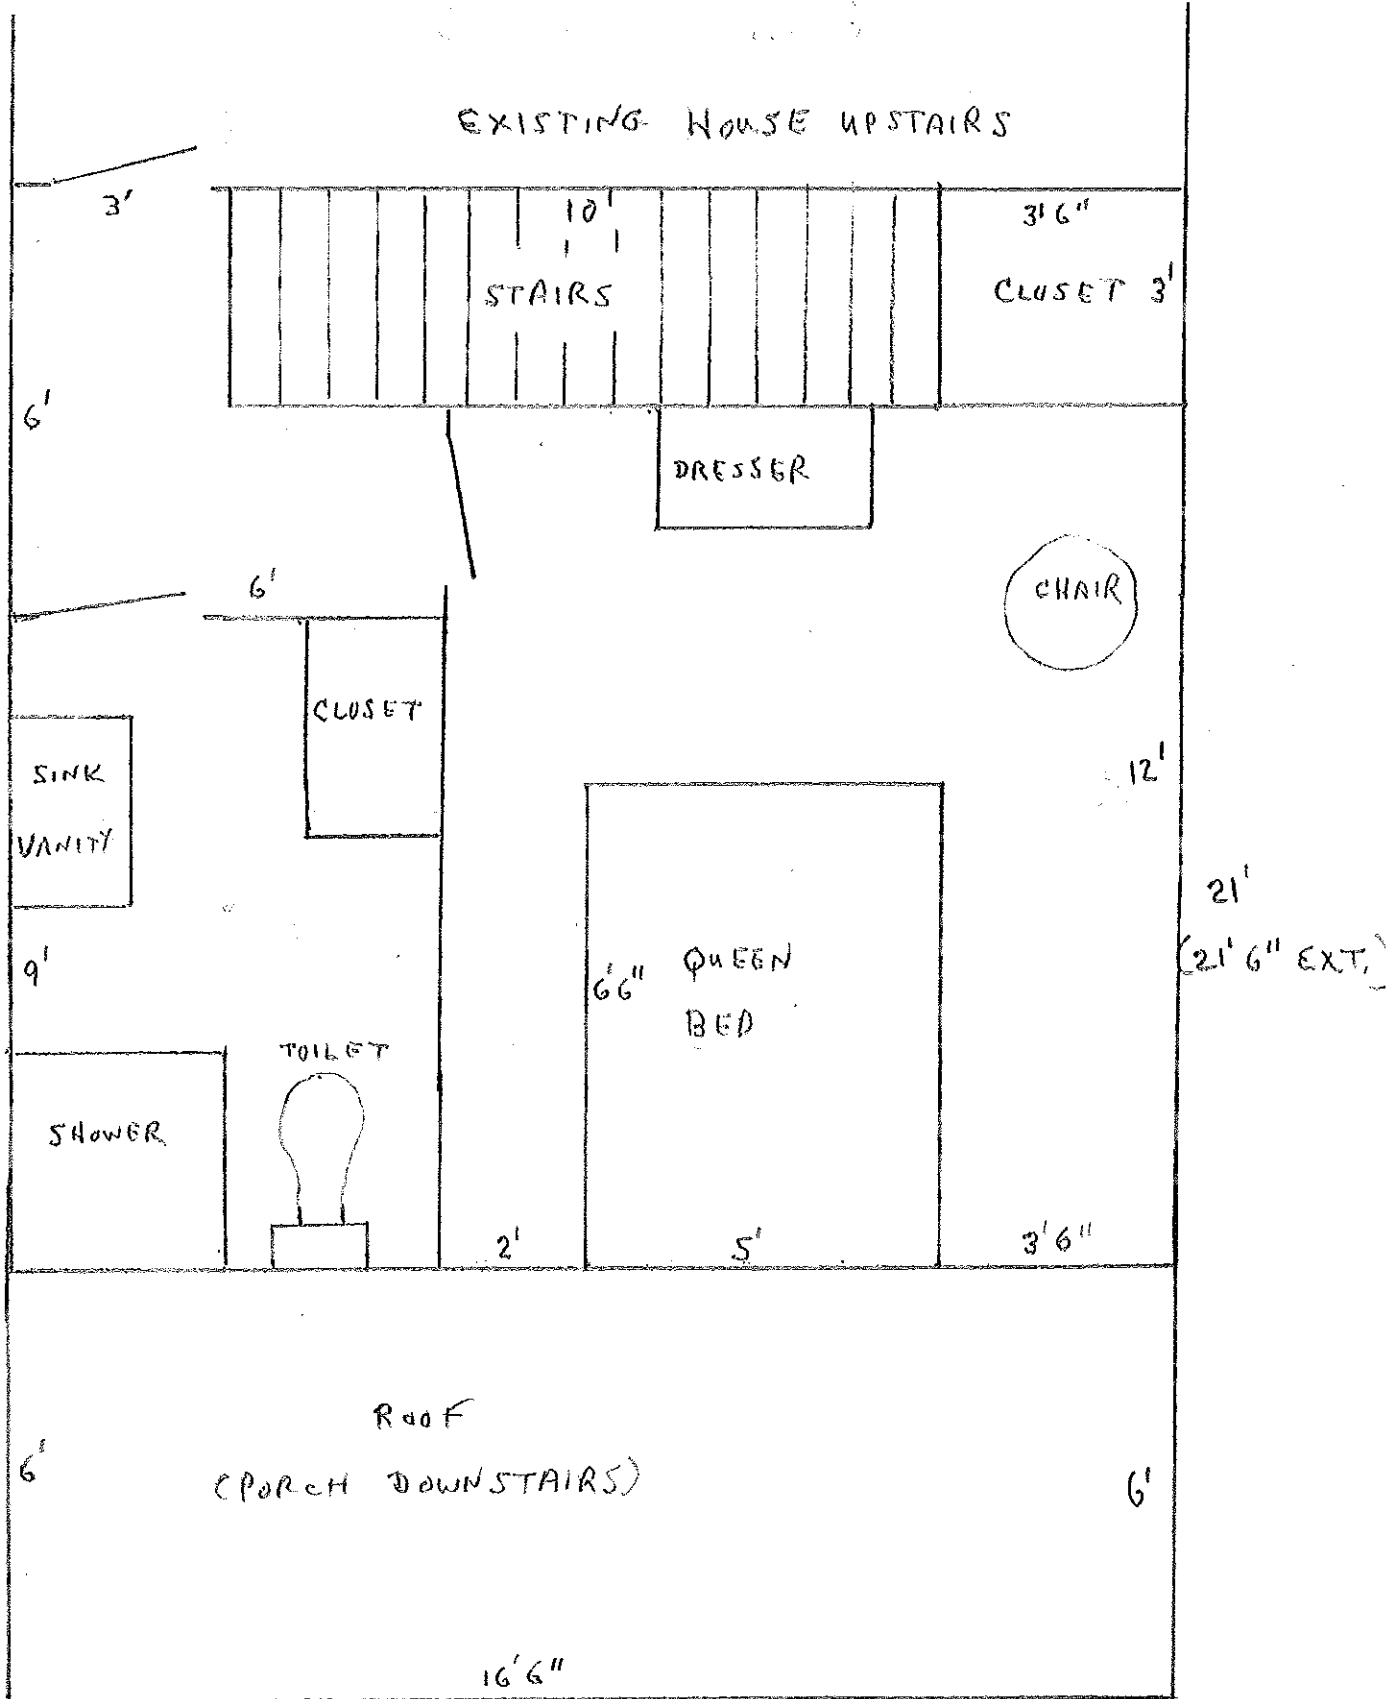 EXISTING HOUSE UPSTAIRS
3'
10'
3'6"
STAIRS
CLOSET 3'
6'
DRESSER
6'
CHAIR
CLOSET
SINK
VANITY
12'
21'
(21'6" EXT.)
9'
6'6"
QUEEN
BED
TOILET
SHOWER
2'
5'
3'6"
ROOF
(PORCH DOWNSTAIRS)
6'
6'
16'6"